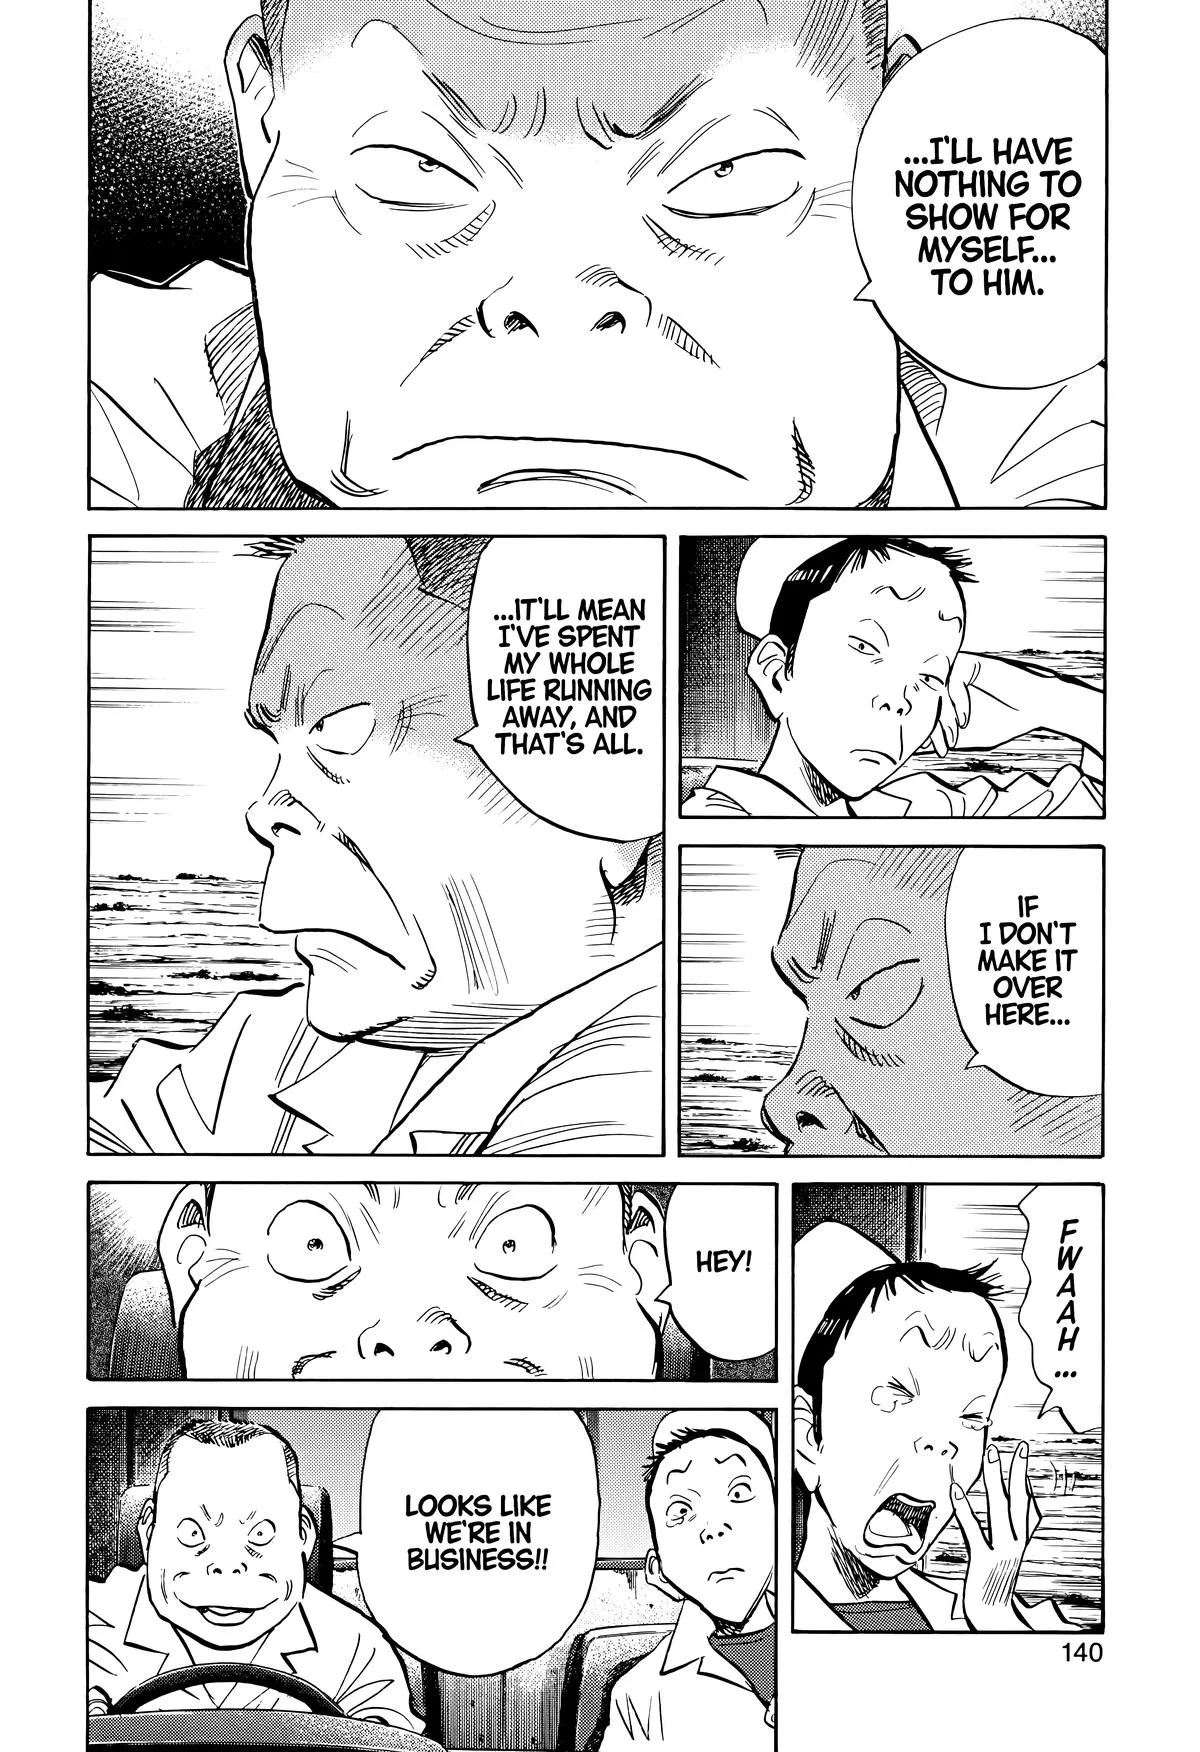 ...I'LL HAVE
NOTHING TO
SHOW FOR
MYSELF...
TO HIM.
IF
I DON'T
MAKE IT
OVER
HERE...
...IT'LL MEAN
I'VE SPENT
MY WHOLE
LIFE RUNNING
AWAY, AND
THAT'S ALL.
FWAAH...
HEY!
LOOKS LIKE
WE'RE IN
BUSINESS!!
140